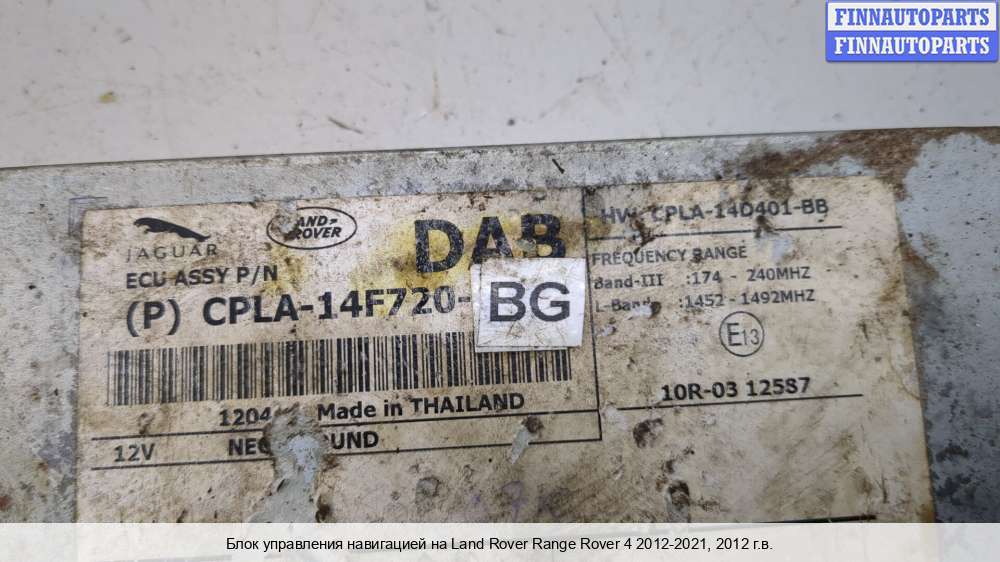 FINNAUTOPARTS
FINNAUTOPARTS
JAGUAR
LAND-
ROVER
DAB
HW: CPLA-14D401-BB
ECU ASSY P/N
(P) CPLA-14F720-BG
FREQUENCY RANGE
Band-III :174 - 240MHZ
L-Band :1452 - 1492MHZ
E13
Made in THAILAND
10R-03 12587
12V
Блок управления навигацией на Land Rover Range Rover 4 2012-2021, 2012 г.в.